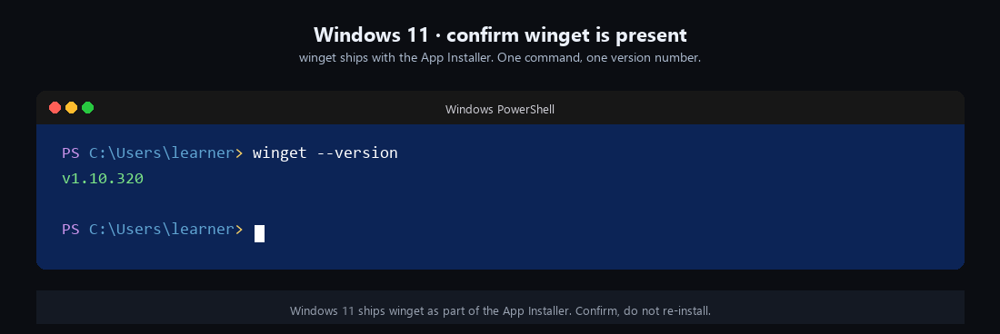 Windows 11 · confirm winget is present
winget ships with the App Installer. One command, one version number.
Windows PowerShell
PS C:\Users\learner> winget --version
v1.10.320
PS C:\Users\learner>
Windows 11 ships winget as part of the App Installer. Confirm, do not re-install.